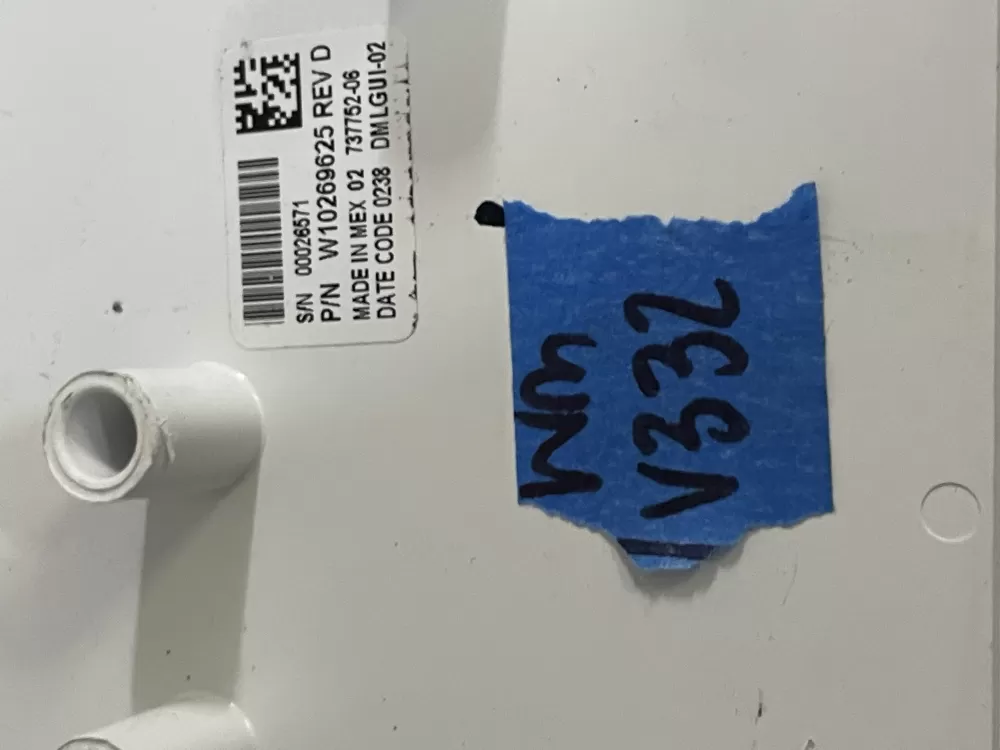 S/N 00026571
P/N W10269625 REV D
MADE IN MEX 02 737752-06
DATE CODE 0238 DMLGUI-02
WM
V332